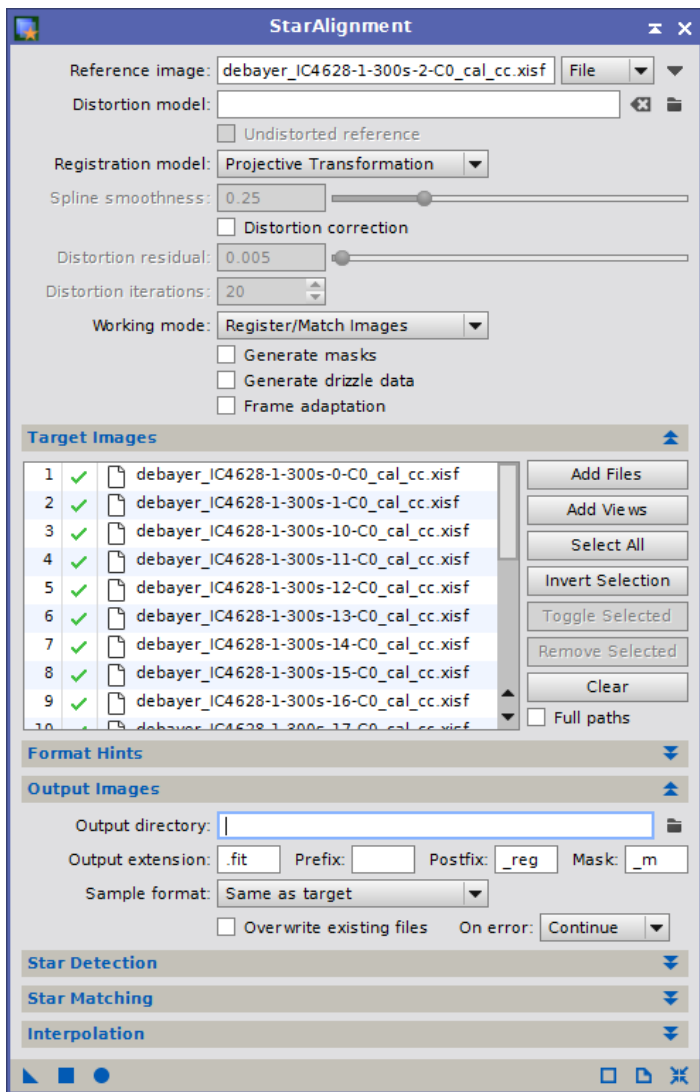 StarAlignment
Reference image: debayer_IC4628-1-300s-2-C0_cal_cc.xisf File
Distortion model:
Undistorted reference
Registration model: Projective Transformation
Spline smoothness: 0.25
Distortion correction
Distortion residual: 0.005
Distortion iterations: 20
Working mode: Register/Match Images
Generate masks
Generate drizzle data
Frame adaptation
Target Images
1 debayer_IC4628-1-300s-0-C0_cal_cc.xisf Add Files
2 debayer_IC4628-1-300s-1-C0_cal_cc.xisf Add Views
3 debayer_IC4628-1-300s-10-C0_cal_cc.xisf Select All
4 debayer_IC4628-1-300s-11-C0_cal_cc.xisf
5 debayer_IC4628-1-300s-12-C0_cal_cc.xisf Invert Selection
6 debayer_IC4628-1-300s-13-C0_cal_cc.xisf Toggle Selected
7 debayer_IC4628-1-300s-14-C0_cal_cc.xisf Remove Selected
8 debayer_IC4628-1-300s-15-C0_cal_cc.xisf
9 debayer_IC4628-1-300s-16-C0_cal_cc.xisf Clear
10 debayer_IC4628-1-300s-17-C0_cal_cc.xisf Full paths
Format Hints
Output Images
Output directory:
Output extension: .fit Prefix: Postfix: _reg Mask: _m
Sample format: Same as target
Overwrite existing files On error: Continue
Star Detection
Star Matching
Interpolation